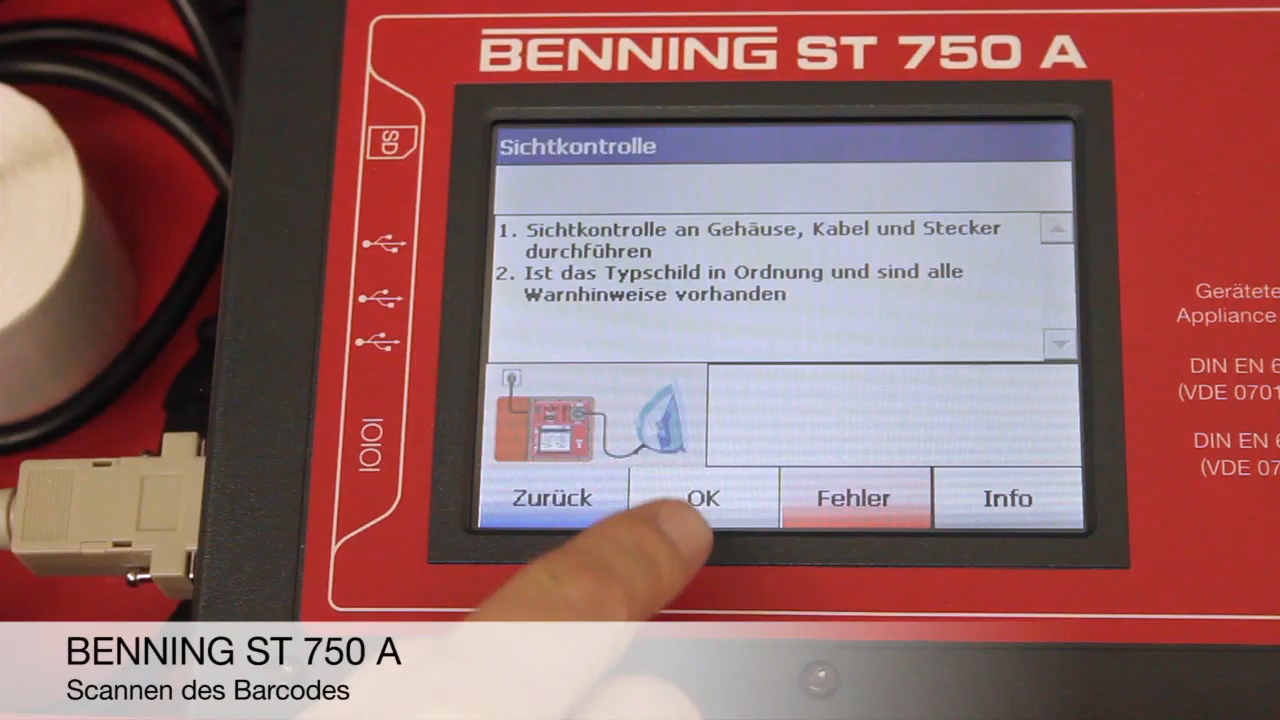 BENNING ST 750 A
SD
Sichtkontrolle
1. Sichtkontrolle an Gehäuse, Kabel und Stecker
durchführen
2. Ist das Typschild in Ordnung und sind alle
Warnhinweise vorhanden
Zurück
OK
Fehler
Info
IOIOI
Gerätete
Appliance
DIN EN 6
(VDE 0701
DIN EN 6
(VDE 07
BENNING ST 750 A
Scannen des Barcodes